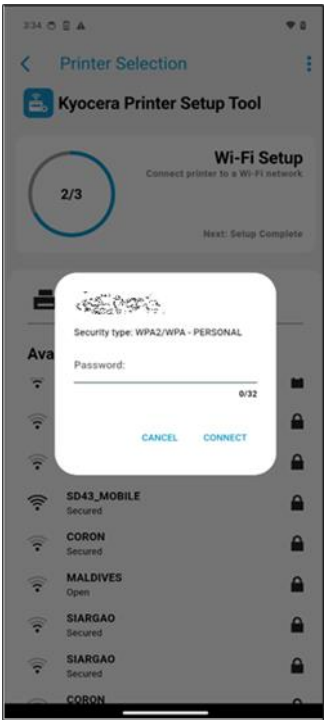 2:34
Printer Selection
Kyocera Printer Setup Tool
Wi-Fi Setup
Connect printer to a Wi-Fi network
2/3
Next: Setup Complete
Security type: WPA2/WPA - PERSONAL
Ava
Password:
0/32
CANCEL CONNECT
SD43_MOBILE
Secured
CORON
Secured
MALDIVES
Open
SIARGAO
Secured
SIARGAO
Secured
CORON